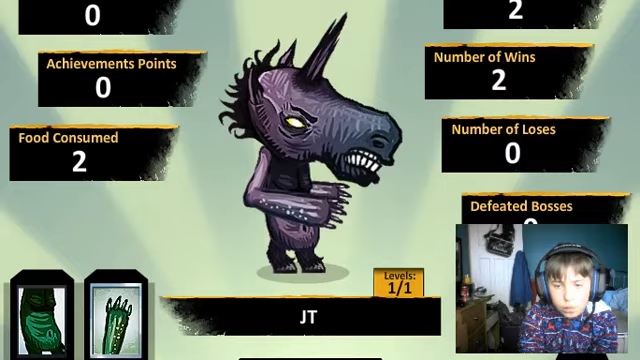 0
2
Achievements Points
0
Number of Wins
2
Food Consumed
2
Number of Loses
0
Defeated Bosses
Levels:
1/1
JT